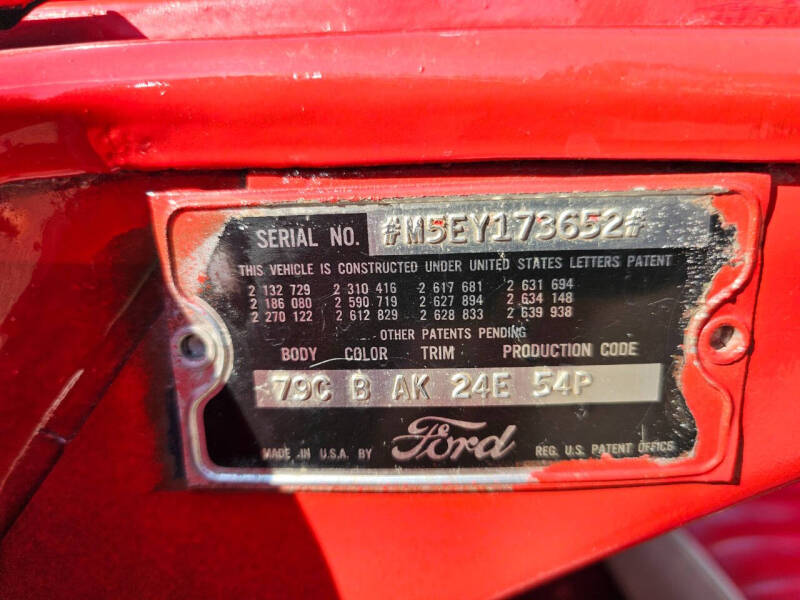 SERIAL NO. #M5EY173652#
THIS VEHICLE IS CONSTRUCTED UNDER UNITED STATES LETTERS PATENT
2 132 729 2 310 416 2 617 681 2 631 694
2 186 080 2 590 719 2 627 894 2 634 148
2 270 122 2 612 829 2 628 833 2 639 938
OTHER PATENTS PENDING
BODY COLOR TRIM PRODUCTION CODE
79C B AK 24E 54P
MADE IN U.S.A. BY Ford REG. U.S. PATENT OFFICE